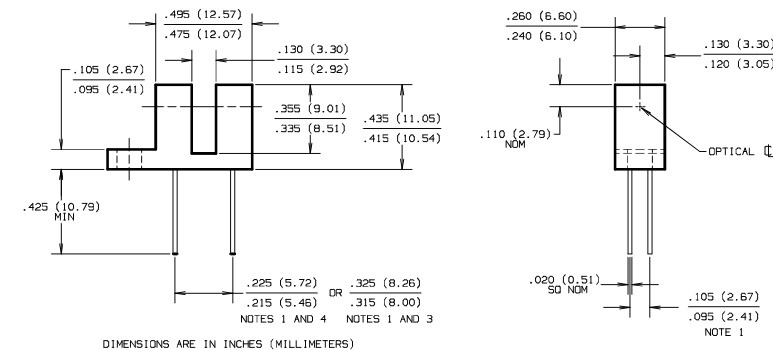 .495 (12.57)
.475 (12.07)
.130 (3.30)
.115 (2.92)
.105 (2.67)
.095 (2.41)
.355 (9.01)
.335 (8.51)
.435 (11.05)
.415 (10.54)
.425 (10.79)
MIN
.225 (5.72)
.215 (5.46)
NOTES 1 AND 4
OR
.325 (8.26)
.315 (8.00)
NOTES 1 AND 3
DIMENSIONS ARE IN INCHES (MILLIMETERS)
.260 (6.60)
.240 (6.10)
.130 (3.30)
.120 (3.05)
.110 (2.79)
NOM
OPTICAL ℄
.020 (0.51)
SQ NOM
.105 (2.67)
.095 (2.41)
NOTE 1